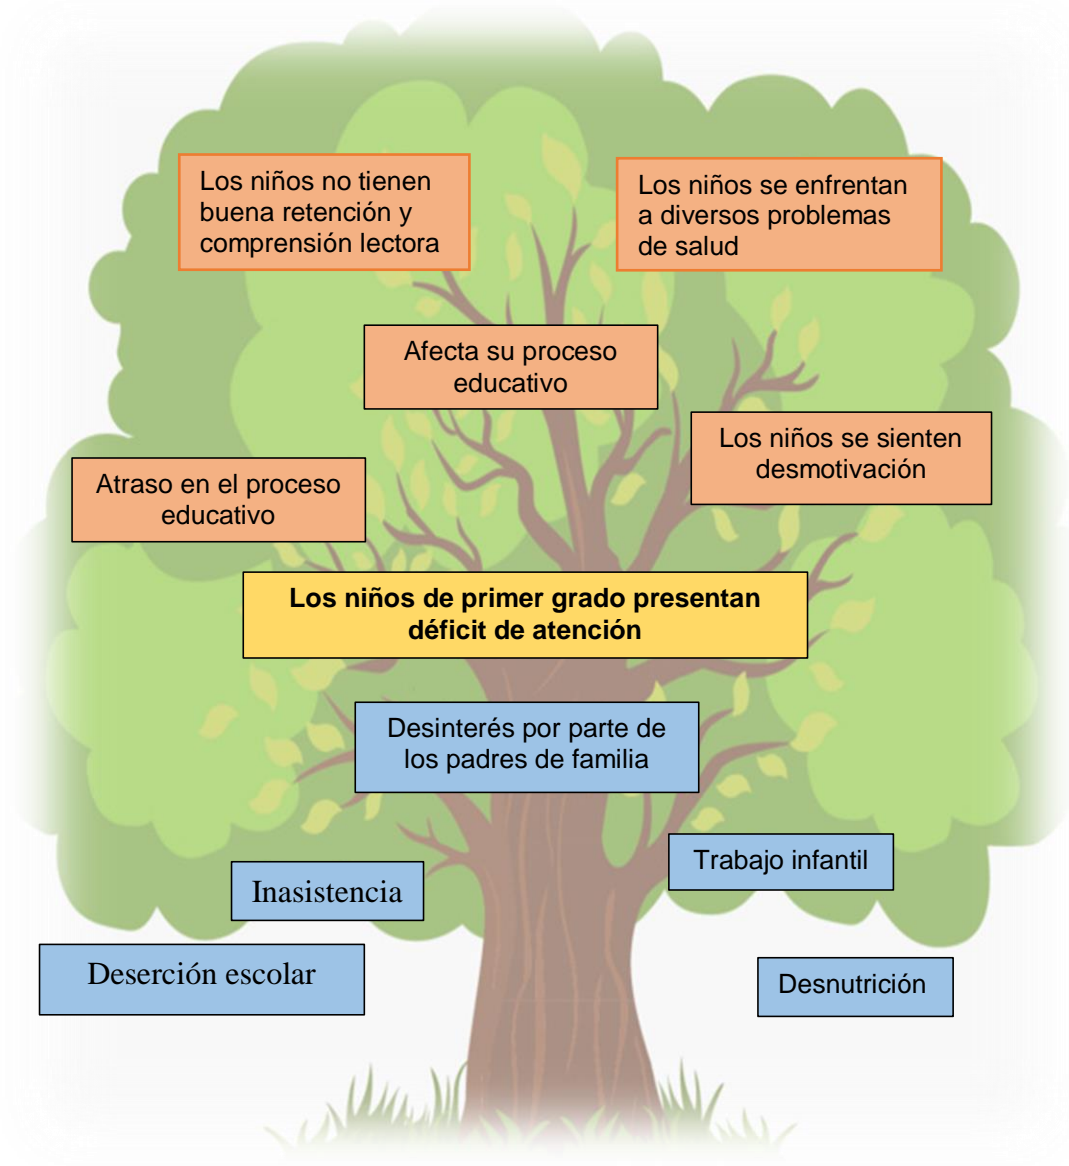 Los niños no tienen
buena retención y
comprensión lectora
Los niños se enfrentan
a diversos problemas
de salud
Afecta su proceso
educativo
Los niños se sienten
desmotivación
Atraso en el proceso
educativo
Los niños de primer grado presentan
déficit de atención
Desinterés por parte de
los padres de familia
Trabajo infantil
Inasistencia
Deserción escolar
Desnutrición